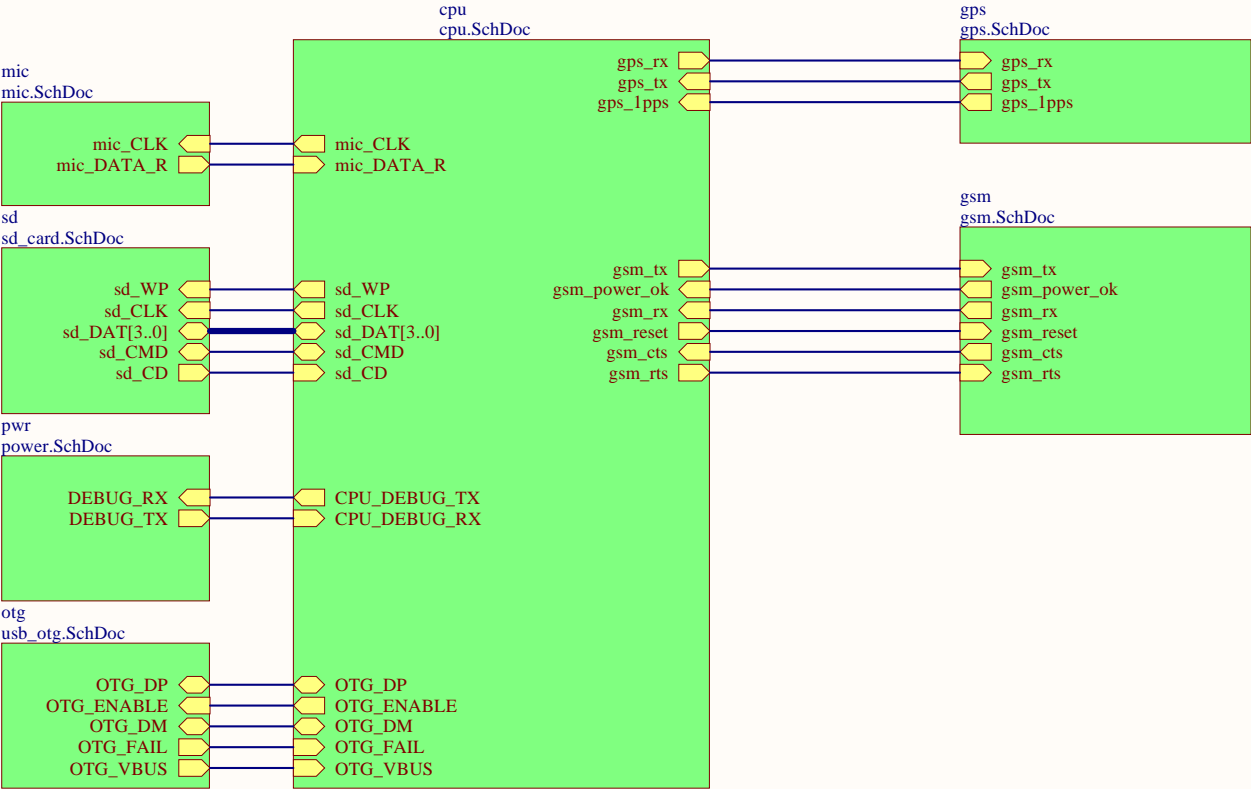 cpu
cpu.SchDoc
gps_rx
gps_tx
gps_1pps
mic_CLK
mic_DATA_R
sd_WP
sd_CLK
sd_DAT[3..0]
sd_CMD
sd_CD
gsm_tx
gsm_power_ok
gsm_rx
gsm_reset
gsm_cts
gsm_rts
CPU_DEBUG_TX
CPU_DEBUG_RX
OTG_DP
OTG_ENABLE
OTG_DM
OTG_FAIL
OTG_VBUS
gps
gps.SchDoc
gps_rx
gps_tx
gps_1pps
mic
mic.SchDoc
mic_CLK
mic_DATA_R
gsm
gsm.SchDoc
gsm_tx
gsm_power_ok
gsm_rx
gsm_reset
gsm_cts
gsm_rts
sd
sd_card.SchDoc
sd_WP
sd_CLK
sd_DAT[3..0]
sd_CMD
sd_CD
pwr
power.SchDoc
DEBUG_RX
DEBUG_TX
otg
usb_otg.SchDoc
OTG_DP
OTG_ENABLE
OTG_DM
OTG_FAIL
OTG_VBUS